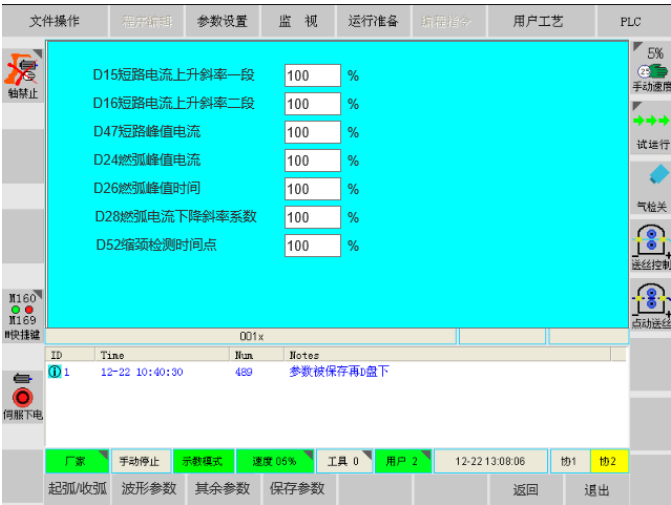 文件操作 程序编辑 参数设置 监 视 运行准备 编程指令 用户工艺 PLC
轴禁止
M160
M169
M快捷键
伺服下电
D15短路电流上升斜率一段 100 %
D16短路电流上升斜率二段 100 %
D47短路峰值电流 100 %
D24燃弧峰值电流 100 %
D26燃弧峰值时间 100 %
D28燃弧电流下降斜率系数 100 %
D52缩颈检测时间点 100 %
001x
ID Time Num Notes
1 12-22 10:40:30 489 参数被保存再D盘下
厂家 手动停止 示教模式 速度 05% 工具 0 用户 2 12-22 13:08:06 协1 协2
起弧/收弧 波形参数 其余参数 保存参数 返回 退出
5%
手动速度
试运行
气检关
送丝控制
点动送丝